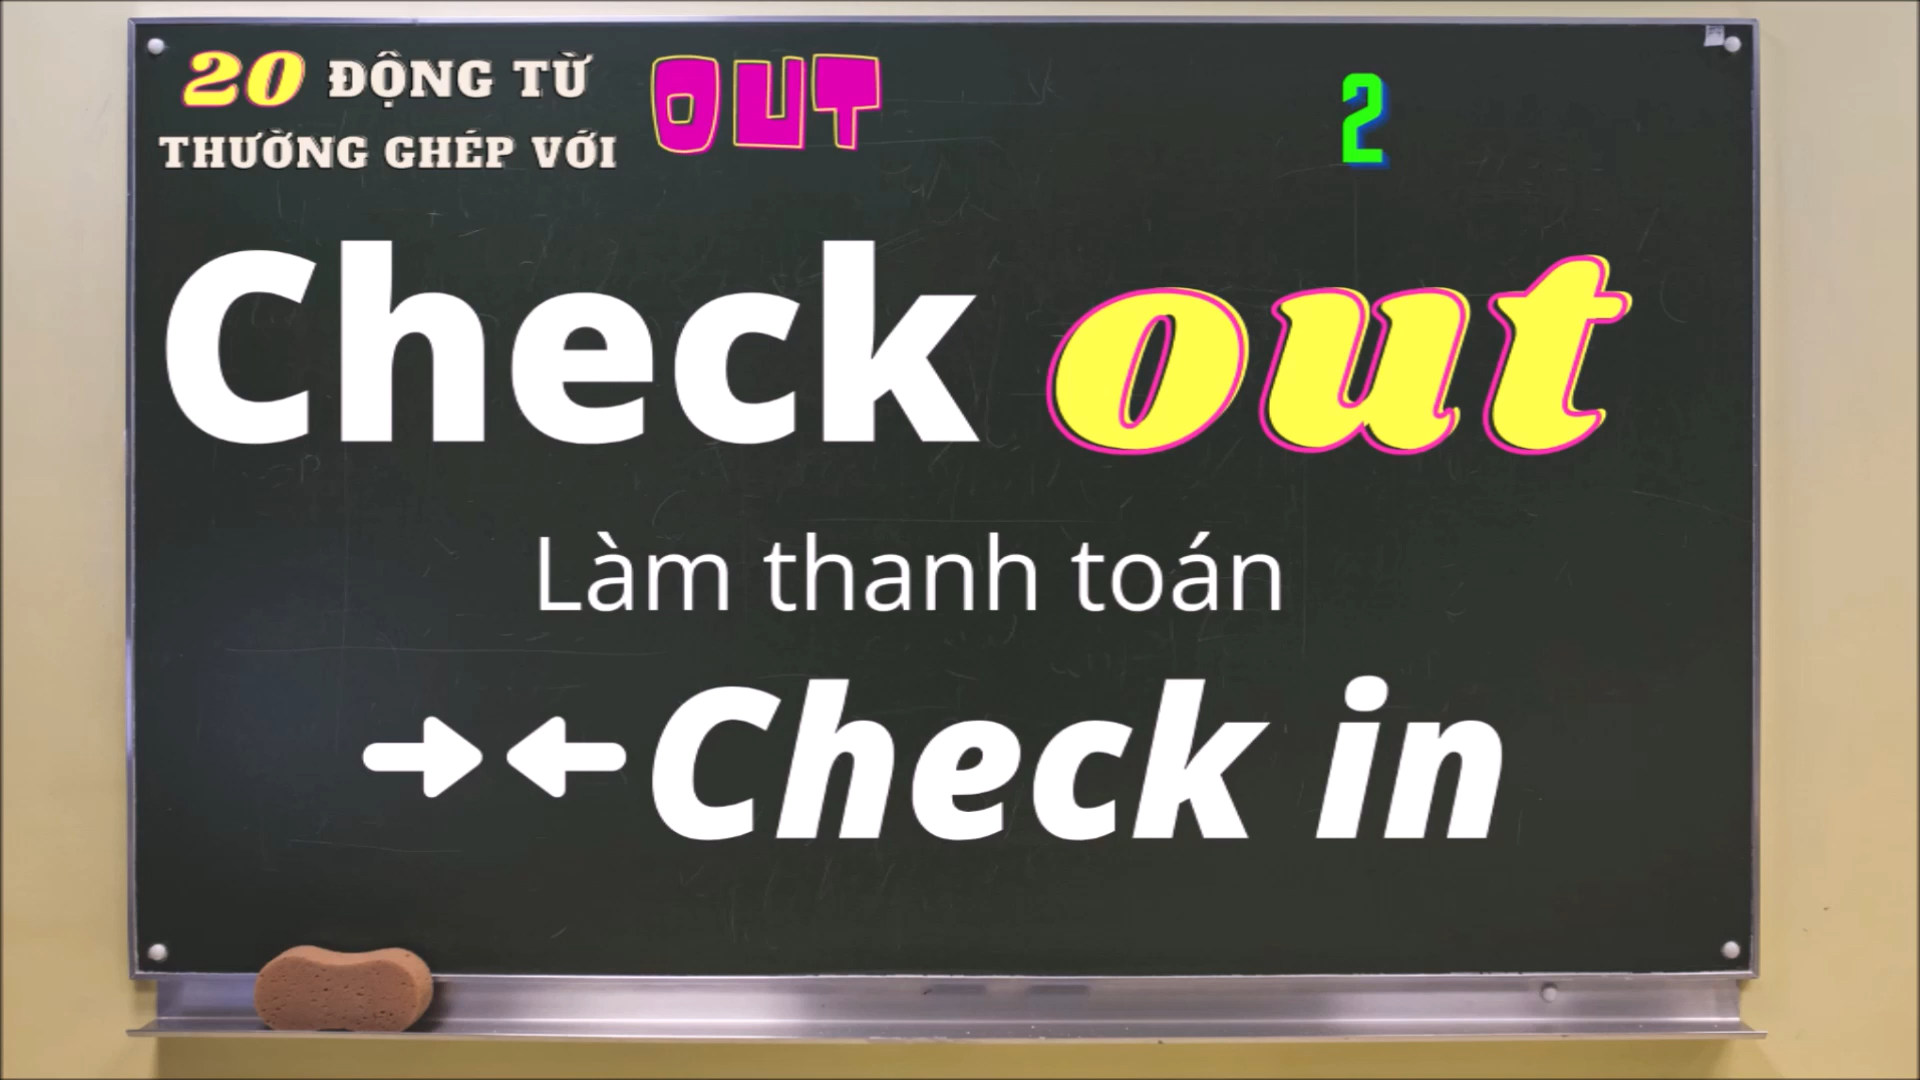 20 ĐỘNG TỪ
THƯỜNG GHÉP VỚI OUT
2
Check out
Làm thanh toán
Check in